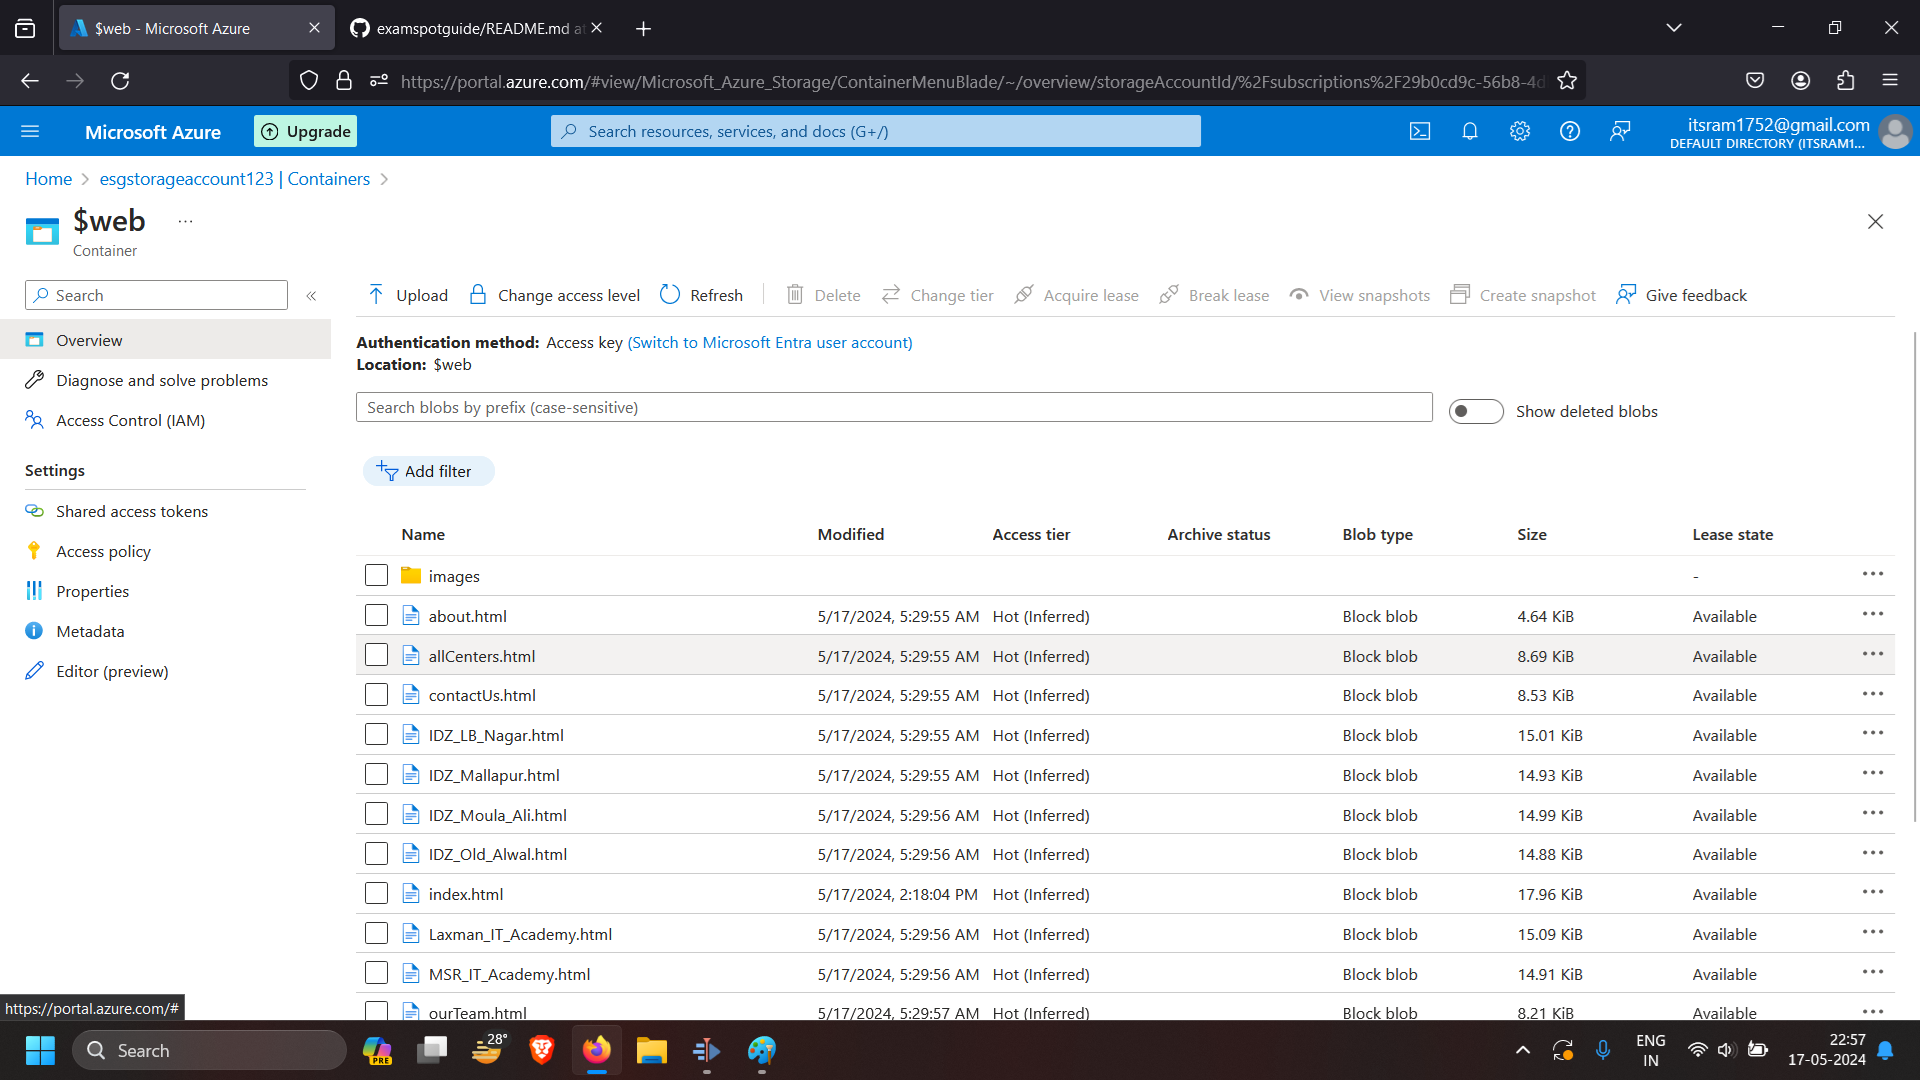 $web - Microsoft Azure
examspotguide/README.md at
https://portal.azure.com/#view/Microsoft_Azure_Storage/ContainerMenuBlade/~/overview/storageAccountId/%2Fsubscriptions%2F29b0cd9c-56b8-4d
Microsoft Azure
Upgrade
Search resources, services, and docs (G+/)
itsram1752@gmail.com
DEFAULT DIRECTORY (ITSRAM1...
Home
esgstorageaccount123 | Containers
$web
...
Container
Search
«
Upload
Change access level
Refresh
Delete
Change tier
Acquire lease
Break lease
View snapshots
Create snapshot
Give feedback
Overview
Diagnose and solve problems
Access Control (IAM)
Settings
Shared access tokens
Access policy
Properties
Metadata
Editor (preview)
Authentication method: Access key (Switch to Microsoft Entra user account)
Location: $web
Search blobs by prefix (case-sensitive)
Show deleted blobs
Add filter
Name Modified Access tier Archive status Blob type Size Lease state
images -
about.html 5/17/2024, 5:29:55 AM Hot (Inferred) Block blob 4.64 KiB Available
allCenters.html 5/17/2024, 5:29:55 AM Hot (Inferred) Block blob 8.69 KiB Available
contactUs.html 5/17/2024, 5:29:55 AM Hot (Inferred) Block blob 8.53 KiB Available
IDZ_LB_Nagar.html 5/17/2024, 5:29:55 AM Hot (Inferred) Block blob 15.01 KiB Available
IDZ_Mallapur.html 5/17/2024, 5:29:55 AM Hot (Inferred) Block blob 14.93 KiB Available
IDZ_Moula_Ali.html 5/17/2024, 5:29:56 AM Hot (Inferred) Block blob 14.99 KiB Available
IDZ_Old_Alwal.html 5/17/2024, 5:29:56 AM Hot (Inferred) Block blob 14.88 KiB Available
index.html 5/17/2024, 2:18:04 PM Hot (Inferred) Block blob 17.96 KiB Available
Laxman_IT_Academy.html 5/17/2024, 5:29:56 AM Hot (Inferred) Block blob 15.09 KiB Available
MSR_IT_Academy.html 5/17/2024, 5:29:56 AM Hot (Inferred) Block blob 14.91 KiB Available
ourTeam.html 5/17/2024, 5:29:57 AM Hot (Inferred) Block blob 8.21 KiB Available
https://portal.azure.com/#
Search
PRE
28°
ENG
IN
22:57
17-05-2024